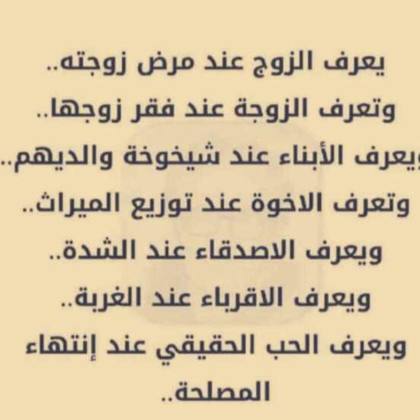 يعرف الزوج عند مرض زوجته..
وتعرف الزوجة عند فقر زوجها..
ويعرف الأبناء عند شيخوخة والديهم..
وتعرف الاخوة عند توزيع الميراث..
ويعرف الاصدقاء عند الشدة..
ويعرف الاقرباء عند الغربة..
ويعرف الحب الحقيقي عند إنتهاء
المصلحة..